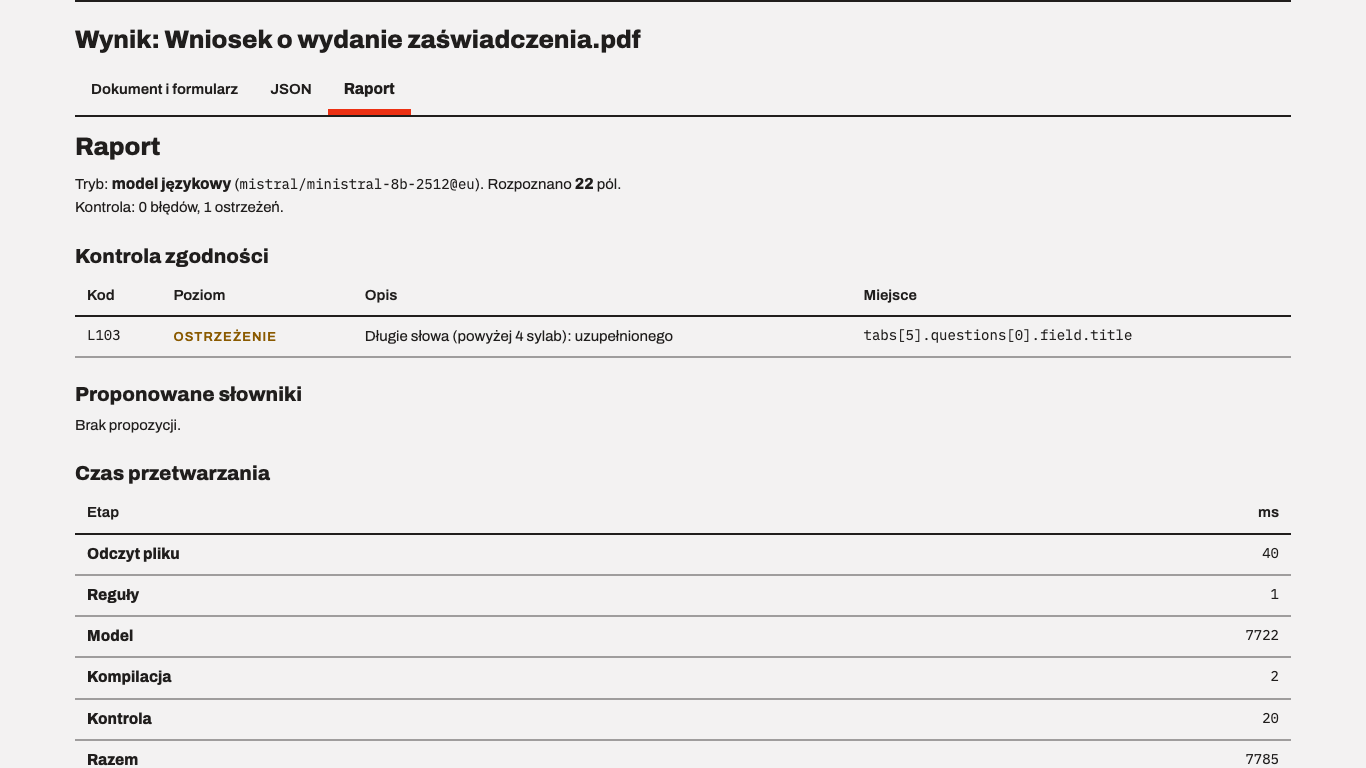 Wynik: Wniosek o wydanie zaświadczenia.pdf
Dokument i formularz JSON Raport
Raport
Tryb: model językowy (mistral/ministral-8b-2512@eu). Rozpoznano 22 pól.
Kontrola: 0 błędów, 1 ostrzeżeń.
Kontrola zgodności
Kod Poziom Opis Miejsce
L103 OSTRZEŻENIE Długie słowa (powyżej 4 sylab): uzupełnionego tabs[5].questions[0].field.title
Proponowane słowniki
Brak propozycji.
Czas przetwarzania
Etap ms
Odczyt pliku 40
Reguły 1
Model 7722
Kompilacja 2
Kontrola 20
Razem 7785